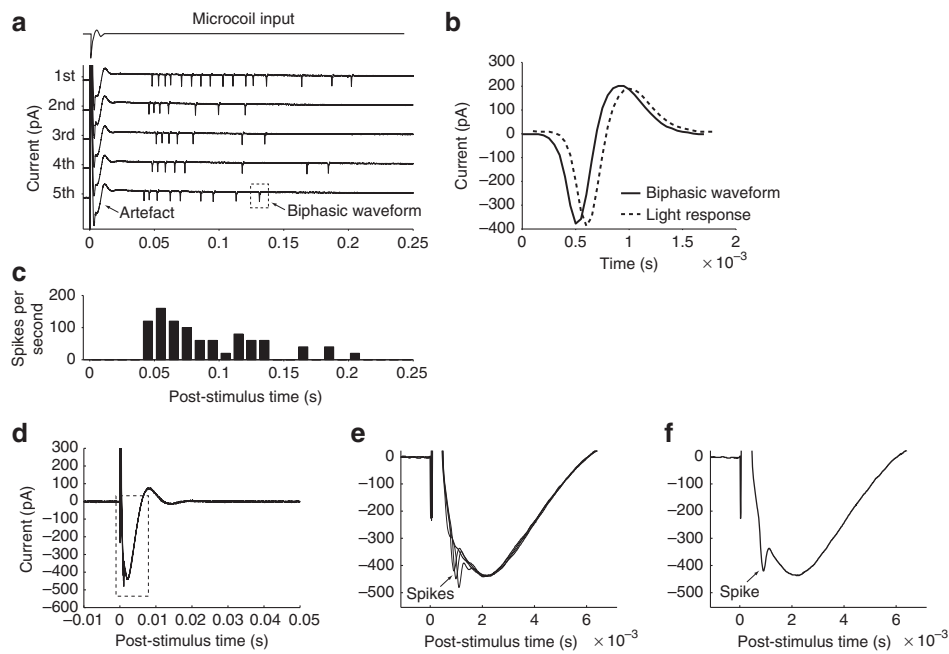 a
Microcoil input
Current (pA)
1st
2nd
3rd
4th
5th
Artefact
Biphasic waveform
0 0.05 0.1 0.15 0.2 0.25
b
Current (pA)
300
200
100
0
−100
−200
−300
−400
Biphasic waveform
Light response
0 0.5 1 1.5 2
Time (s) × 10−3
c
Spikes per
second
200
100
0
0 0.05 0.1 0.15 0.2 0.25
Post-stimulus time (s)
d
Current (pA)
300
200
100
0
−100
−200
−300
−400
−500
−600
−0.01 0 0.01 0.02 0.03 0.04 0.05
Post-stimulus time (s)
e
0
−100
−200
−300
−400
−500
Spikes
0 2 4 6
Post-stimulus time (s) × 10−3
f
0
−100
−200
−300
−400
−500
Spike
0 2 4 6
Post-stimulus time (s) × 10−3